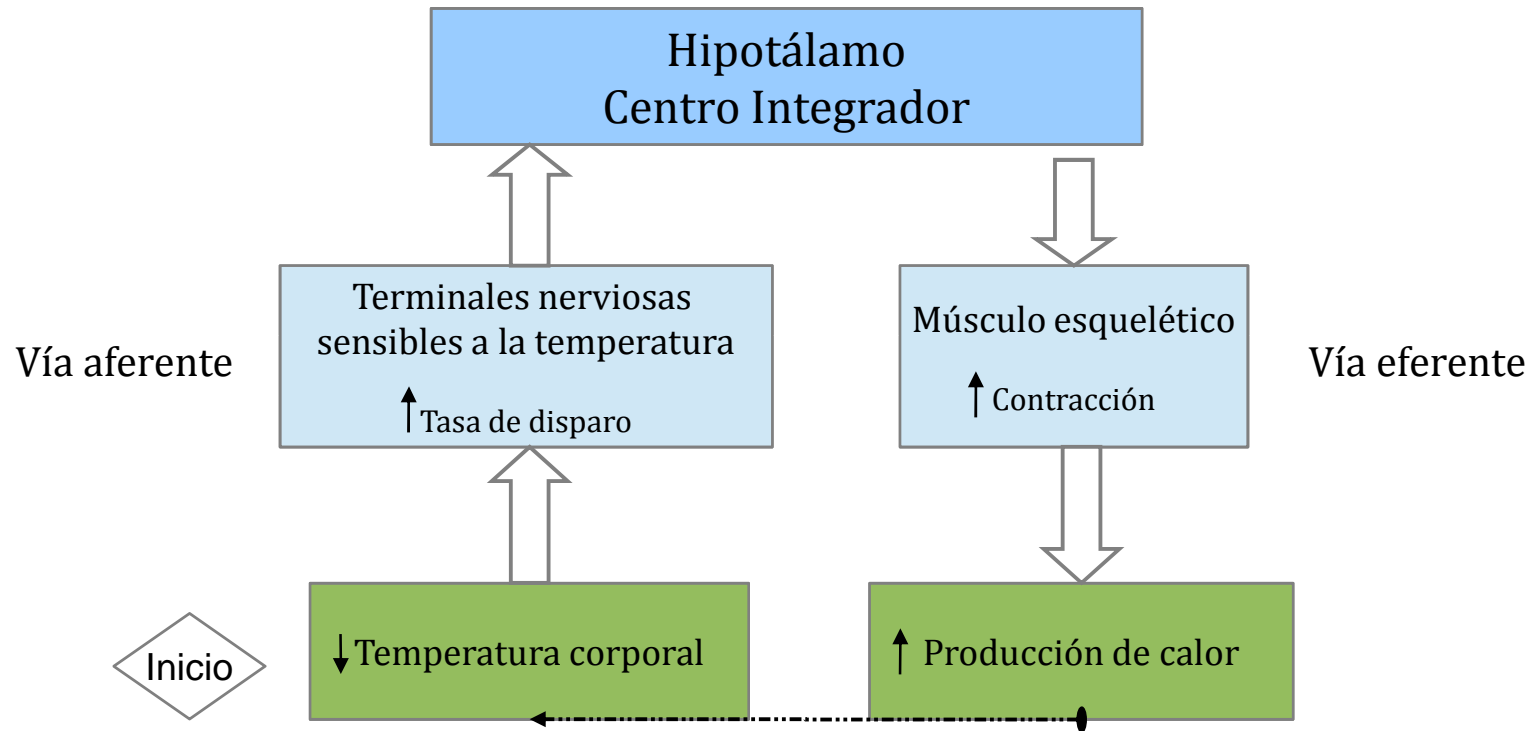 Hipotálamo
Centro Integrador
Terminales nerviosas
sensibles a la temperatura
↑ Tasa de disparo
Músculo esquelético
↑ Contracción
Vía aferente
Vía eferente
Inicio
↓ Temperatura corporal
↑ Producción de calor